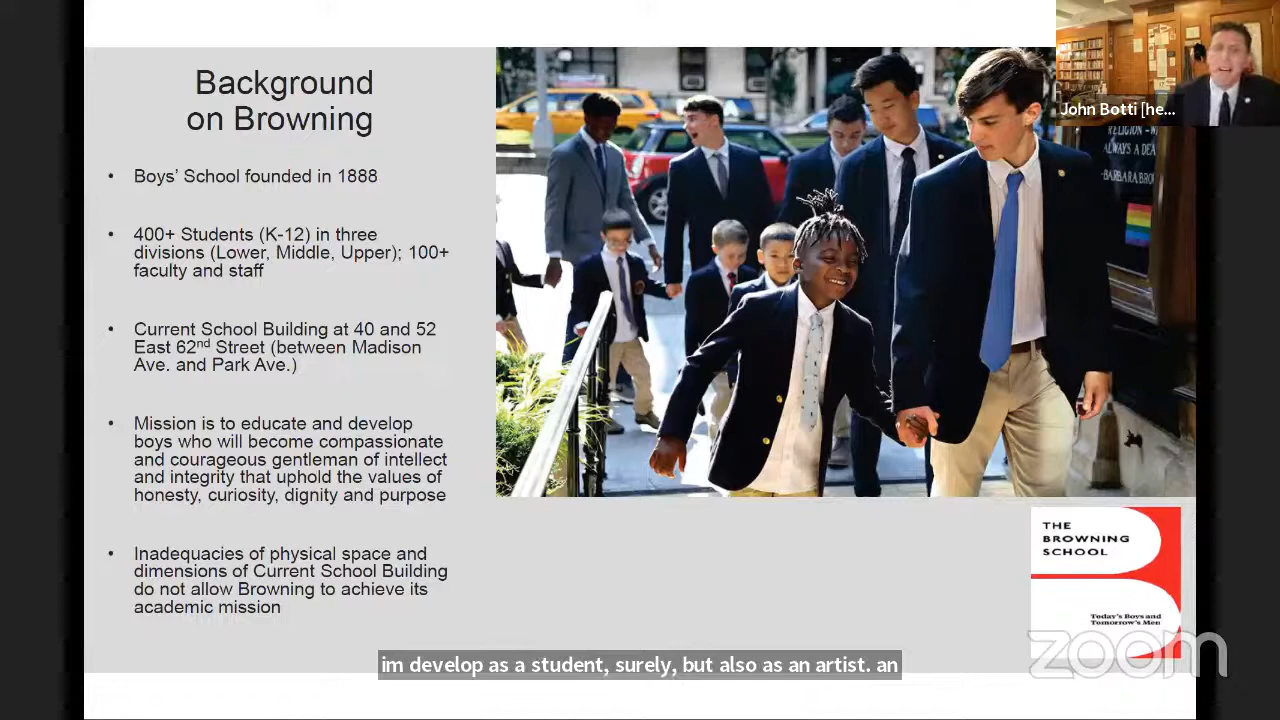 Background
on Browning
• Boys' School founded in 1888
• 400+ Students (K-12) in three
divisions (Lower, Middle, Upper); 100+
faculty and staff
• Current School Building at 40 and 52
East 62nd Street (between Madison
Ave. and Park Ave.)
• Mission is to educate and develop
boys who will become compassionate
and courageous gentleman of intellect
and integrity that uphold the values of
honesty, curiosity, dignity and purpose
• Inadequacies of physical space and
dimensions of Current School Building
do not allow Browning to achieve its
academic mission
John Botti [he...
ALWAYS A DEA
THE
BROWNING
SCHOOL
Today's Boys and
Tomorrow's Men
zoom
im develop as a student, surely, but also as an artist. an